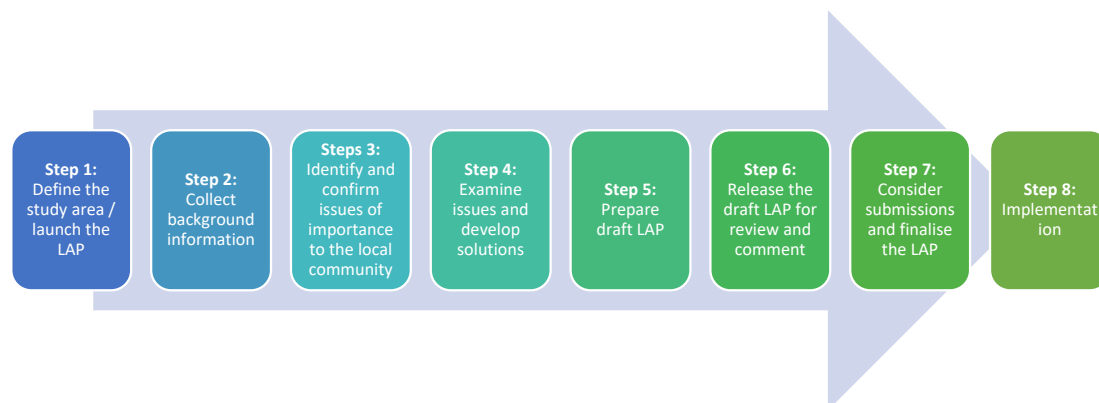 Step 1:
Define the
study area /
launch the
LAP
Step 2:
Collect
background
information
Steps 3:
Identify and
confirm
issues of
importance
to the local
community
Step 4:
Examine
issues and
develop
solutions
Step 5:
Prepare
draft LAP
Step 6:
Release the
draft LAP for
review and
comment
Step 7:
Consider
submissions
and finalise
the LAP
Step 8:
Implementat
ion